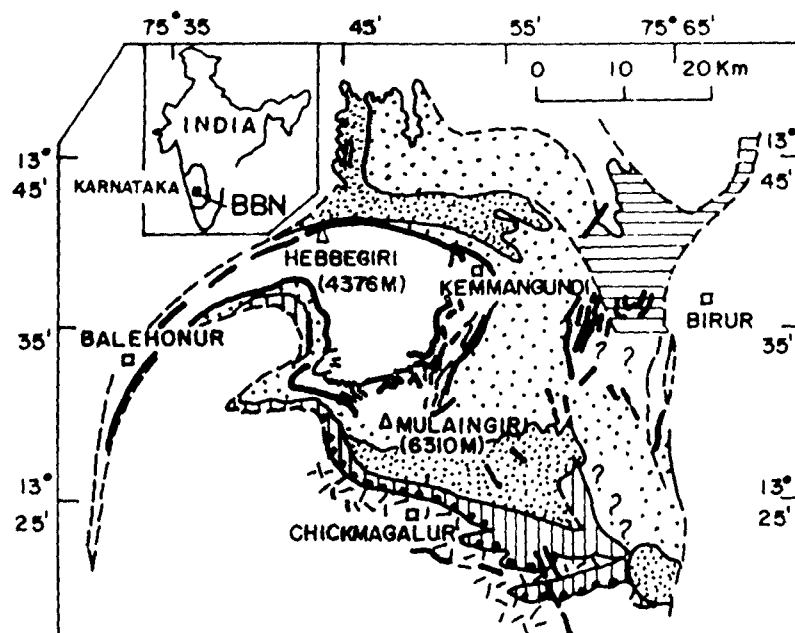 75° 35'
45'
55'
75° 65'
0 10 20 Km
INDIA
KARNATAKA
BBN
13°
45'
13°
45'
HEBBEGIRI
(4376M)
KEMMANGUNDI
BIRUR
BALEHONUR
35'
35'
? ?
MULAINGIRI
(6310M)
?
? ?
?
13°
25'
13°
25'
CHICKMAGALUR